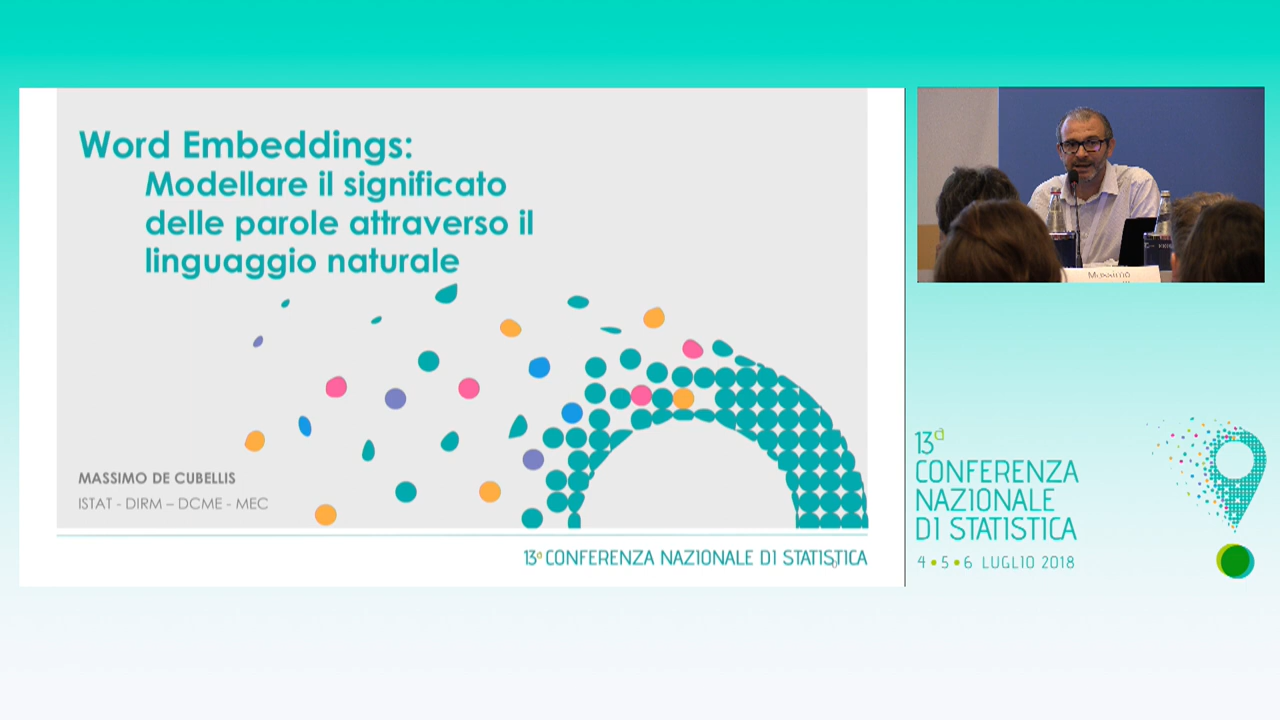 Word Embeddings:
Modellare il significato
delle parole attraverso il
linguaggio naturale
MASSIMO DE CUBELLIS
ISTAT - DIRM – DCME - MEC
13ª CONFERENZA NAZIONALE DI STATISTICA
Massimo
13ª
CONFERENZA
NAZIONALE
DI STATISTICA
4 • 5 • 6 LUGLIO 2018